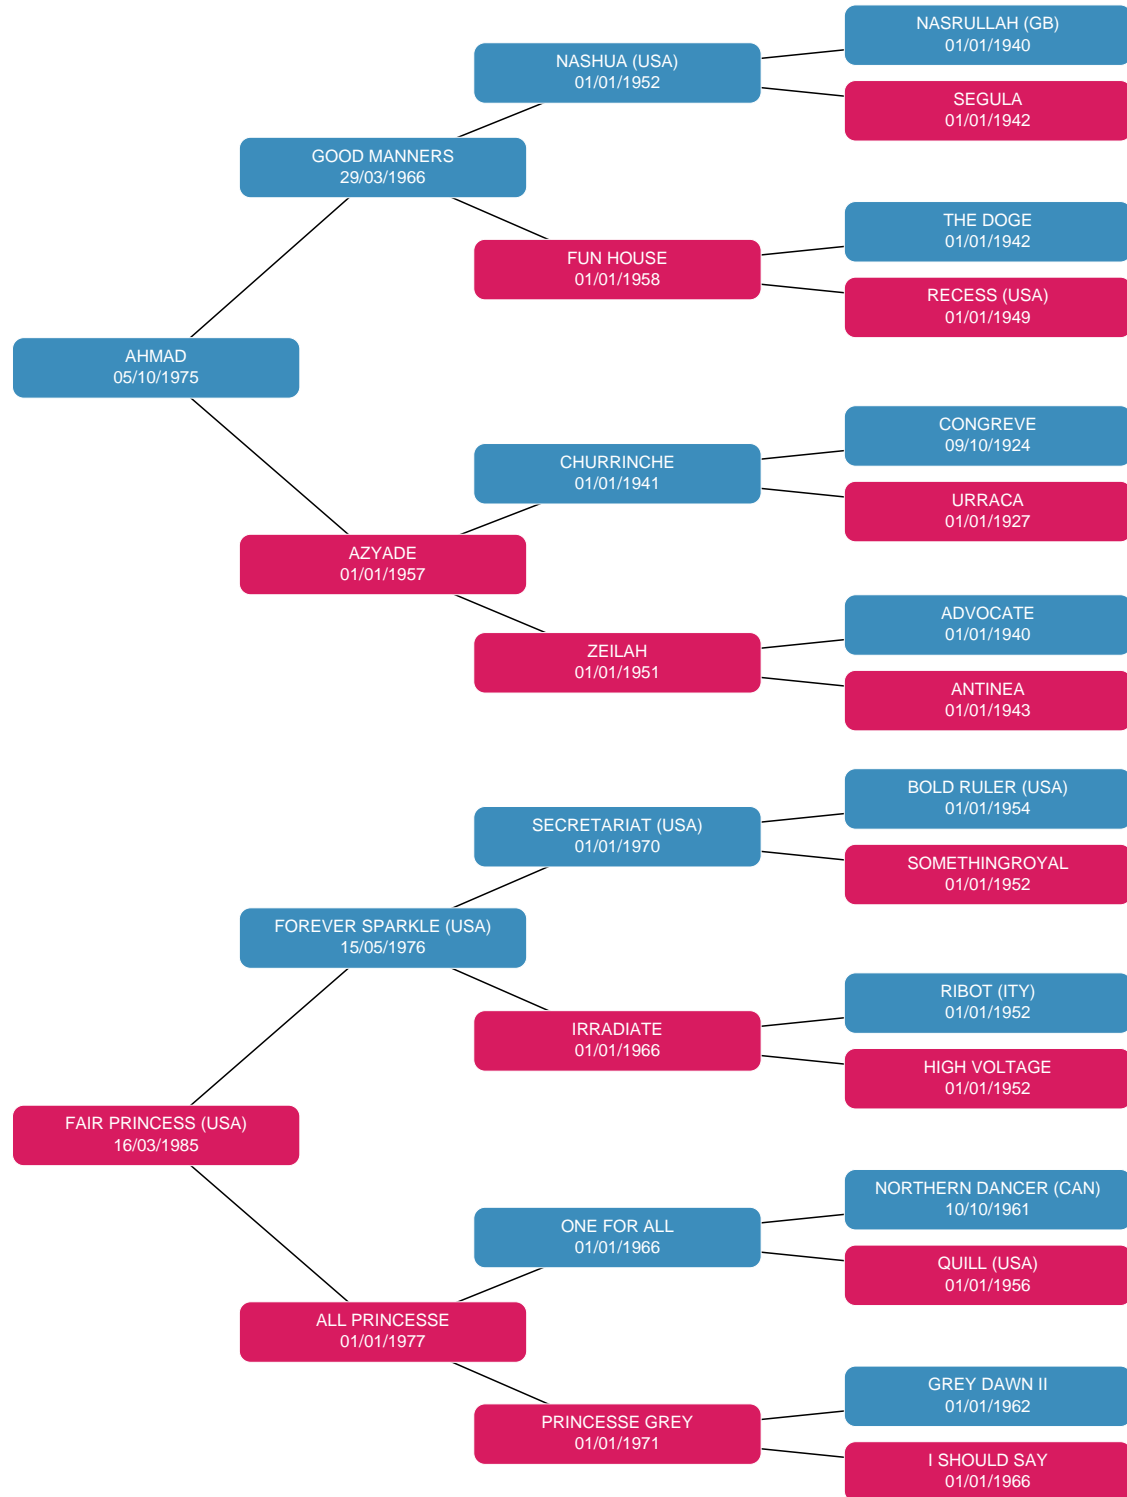 NASRULLAH (GB)
01/01/1940
NASHUA (USA)
01/01/1952
SEGULA
01/01/1942
GOOD MANNERS
29/03/1966
THE DOGE
01/01/1942
FUN HOUSE
01/01/1958
RECESS (USA)
01/01/1949
AHMAD
05/10/1975
CONGREVE
09/10/1924
CHURRINCHE
01/01/1941
URRACA
01/01/1927
AZYADE
01/01/1957
ADVOCATE
01/01/1940
ZEILAH
01/01/1951
ANTINEA
01/01/1943
BOLD RULER (USA)
01/01/1954
SECRETARIAT (USA)
01/01/1970
SOMETHINGROYAL
01/01/1952
FOREVER SPARKLE (USA)
15/05/1976
RIBOT (ITY)
01/01/1952
IRRADIATE
01/01/1966
HIGH VOLTAGE
01/01/1952
FAIR PRINCESS (USA)
16/03/1985
NORTHERN DANCER (CAN)
10/10/1961
ONE FOR ALL
01/01/1966
QUILL (USA)
01/01/1956
ALL PRINCESSE
01/01/1977
GREY DAWN II
01/01/1962
PRINCESSE GREY
01/01/1971
I SHOULD SAY
01/01/1966